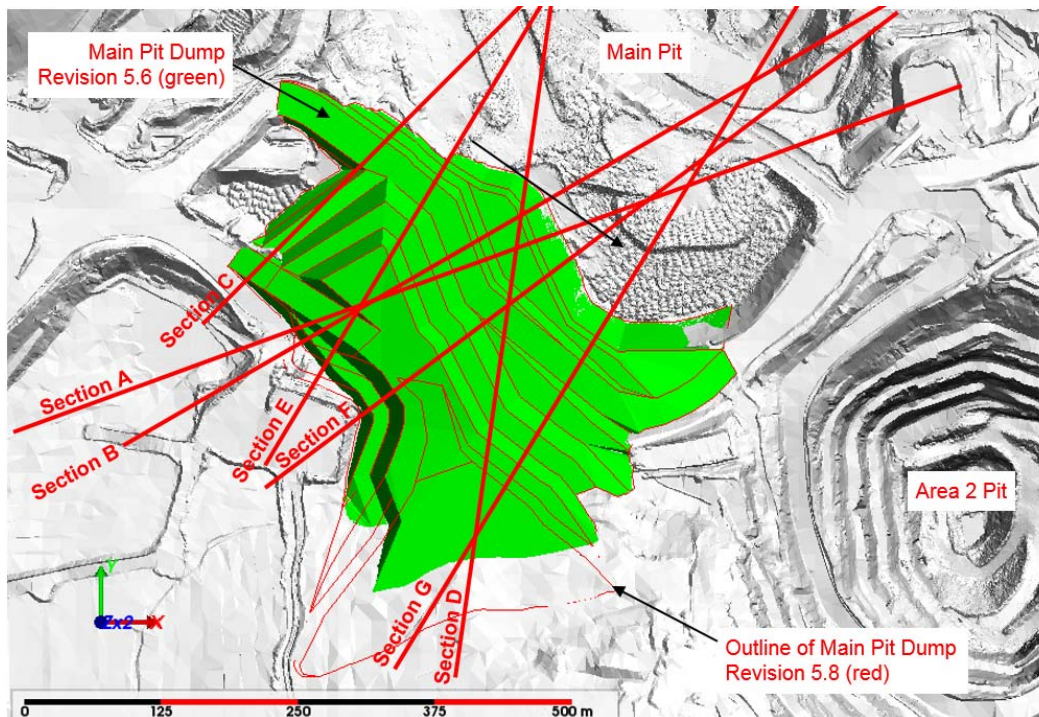 Main Pit Dump
Revision 5.6 (green)
Main Pit
Section C
Section A
Section B
Section E
Section F
Area 2 Pit
Section G
Section D
Y
Zx2
X
Outline of Main Pit Dump
Revision 5.8 (red)
0
125
250
375
500 m